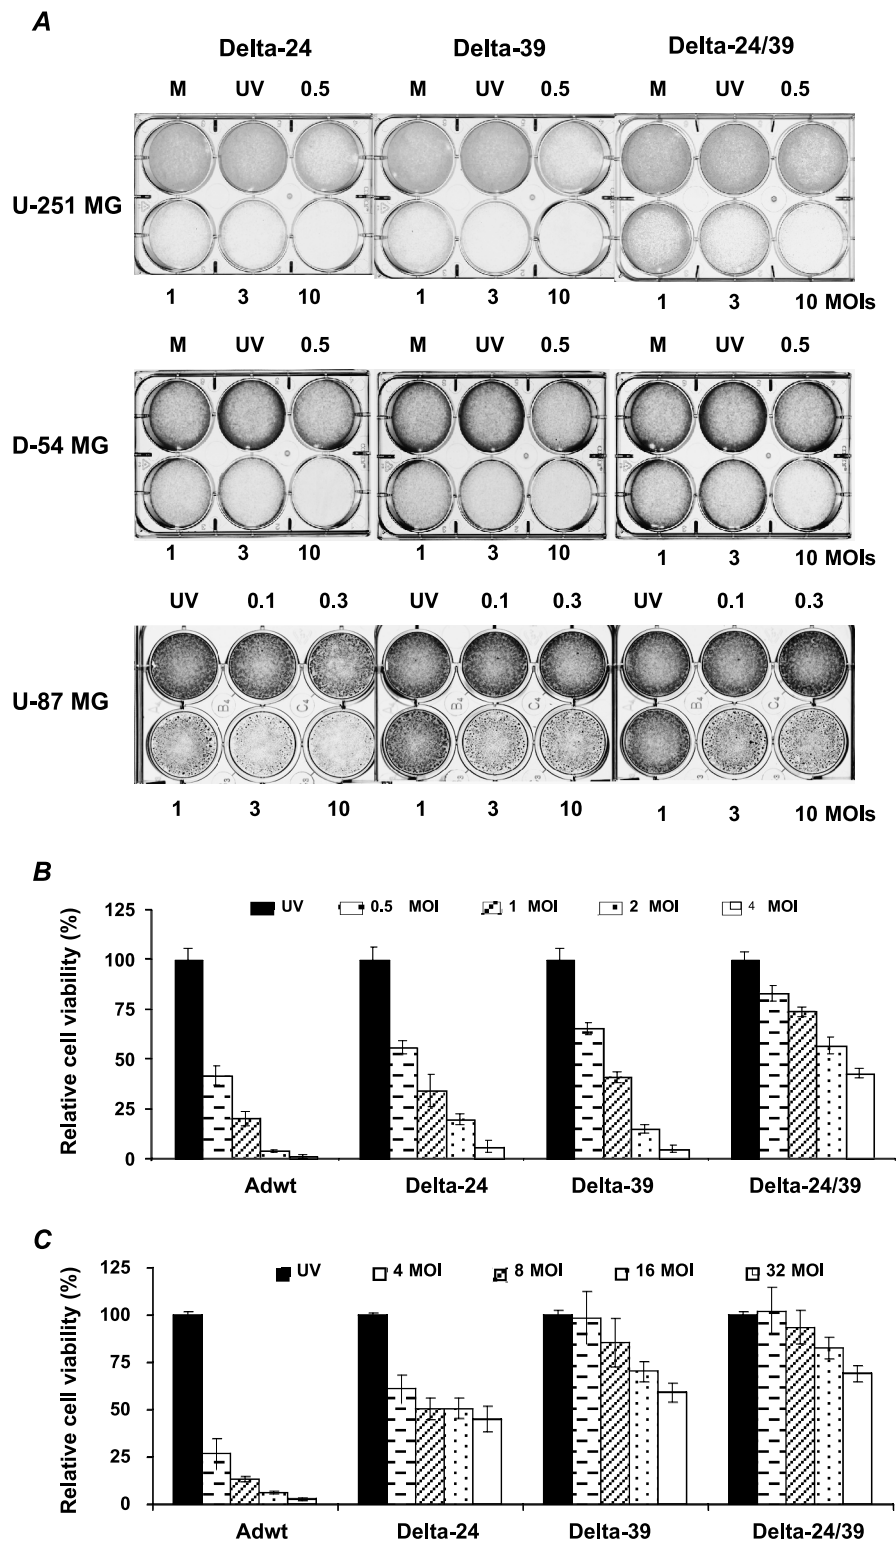 A
Delta-24 Delta-39 Delta-24/39
M UV 0.5 M UV 0.5 M UV 0.5
U-251 MG
1 3 10 1 3 10 1 3 10 MOIs
M UV 0.5 M UV 0.5 M UV 0.5
D-54 MG
1 3 10 1 3 10 1 3 10 MOIs
UV 0.1 0.3 UV 0.1 0.3 UV 0.1 0.3
B4 C4 B4 C4 B4 C4
U-87 MG
1 3 10 1 3 10 1 3 10 MOIs
B
Relative cell viability (%)
UV 0.5 MOI 1 MOI 2 MOI 4 MOI
125
100
75
50
25
0
Adwt Delta-24 Delta-39 Delta-24/39
C
Relative cell viability (%)
UV 4 MOI 8 MOI 16 MOI 32 MOI
125
100
75
50
25
0
Adwt Delta-24 Delta-39 Delta-24/39